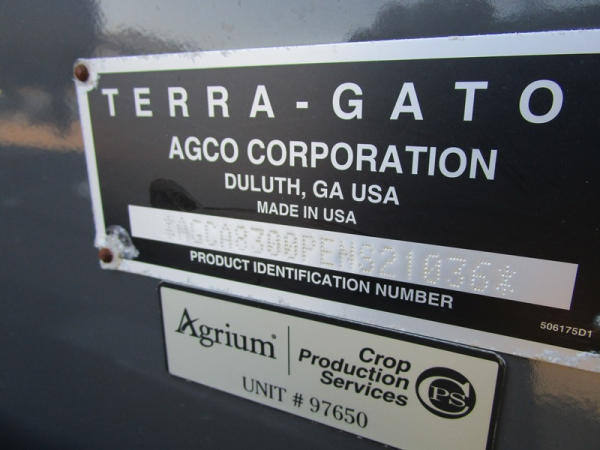 TERRA-GATO
AGCO CORPORATION
DULUTH, GA USA
MADE IN USA
*AGCA8300PENS21036*
PRODUCT IDENTIFICATION NUMBER
506175D1
Agrium®
Crop
Production
Services
CPS
UNIT # 97650